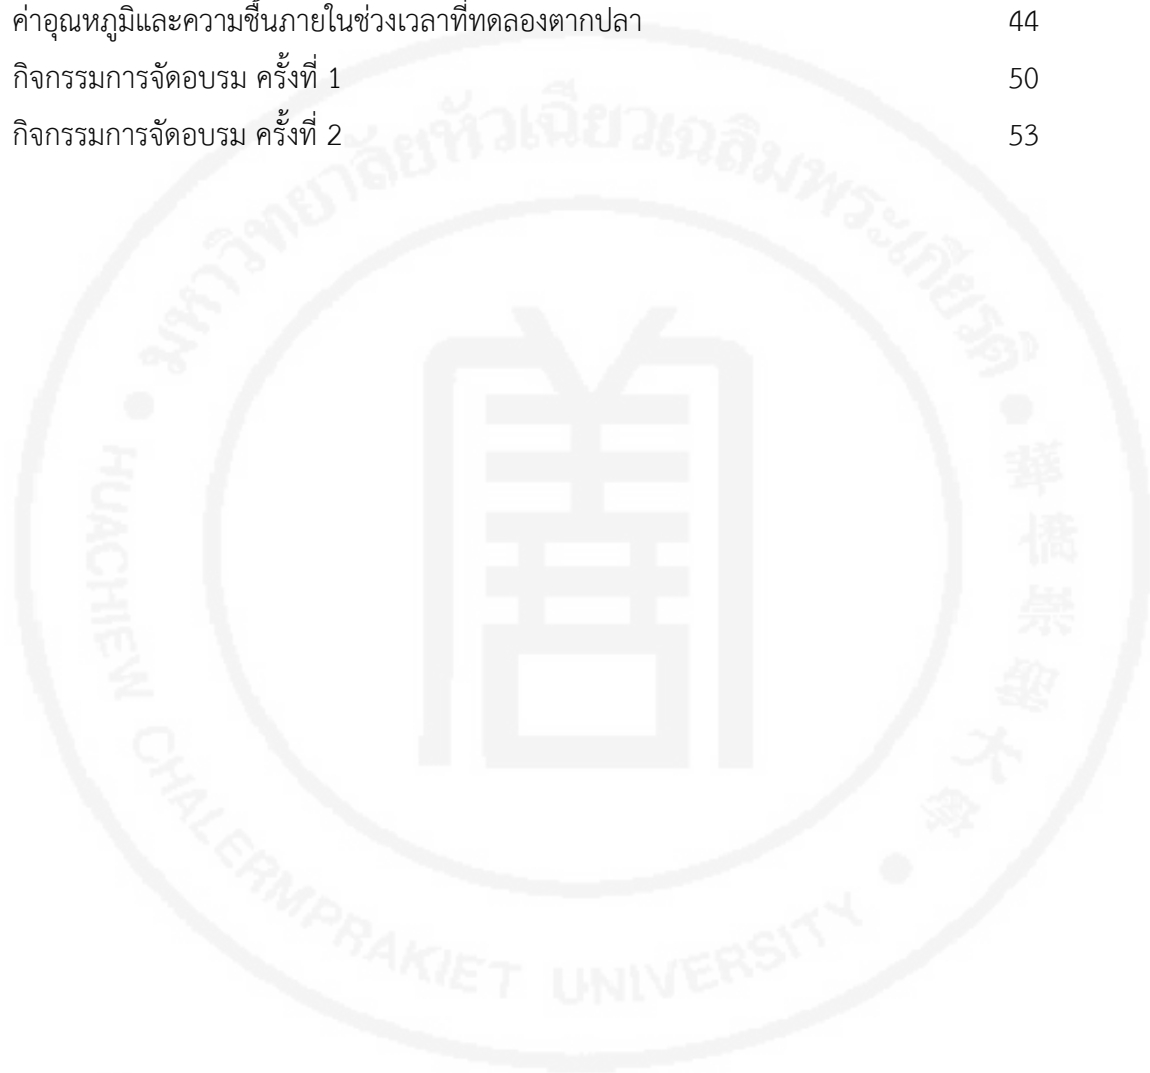 ค่าอุณหภูมิและความชื้นภายในช่วงเวลาที่ทดลองตากปลา 44
กิจกรรมการจัดอบรม ครั้งที่ 1 50
กิจกรรมการจัดอบรม ครั้งที่ 2 53
มหาวิทยาลัยหัวเฉียวเฉลิมพระเกียรติ
華僑崇聖大學
HUACHIEW CHALERMPRAKIET UNIVERSITY